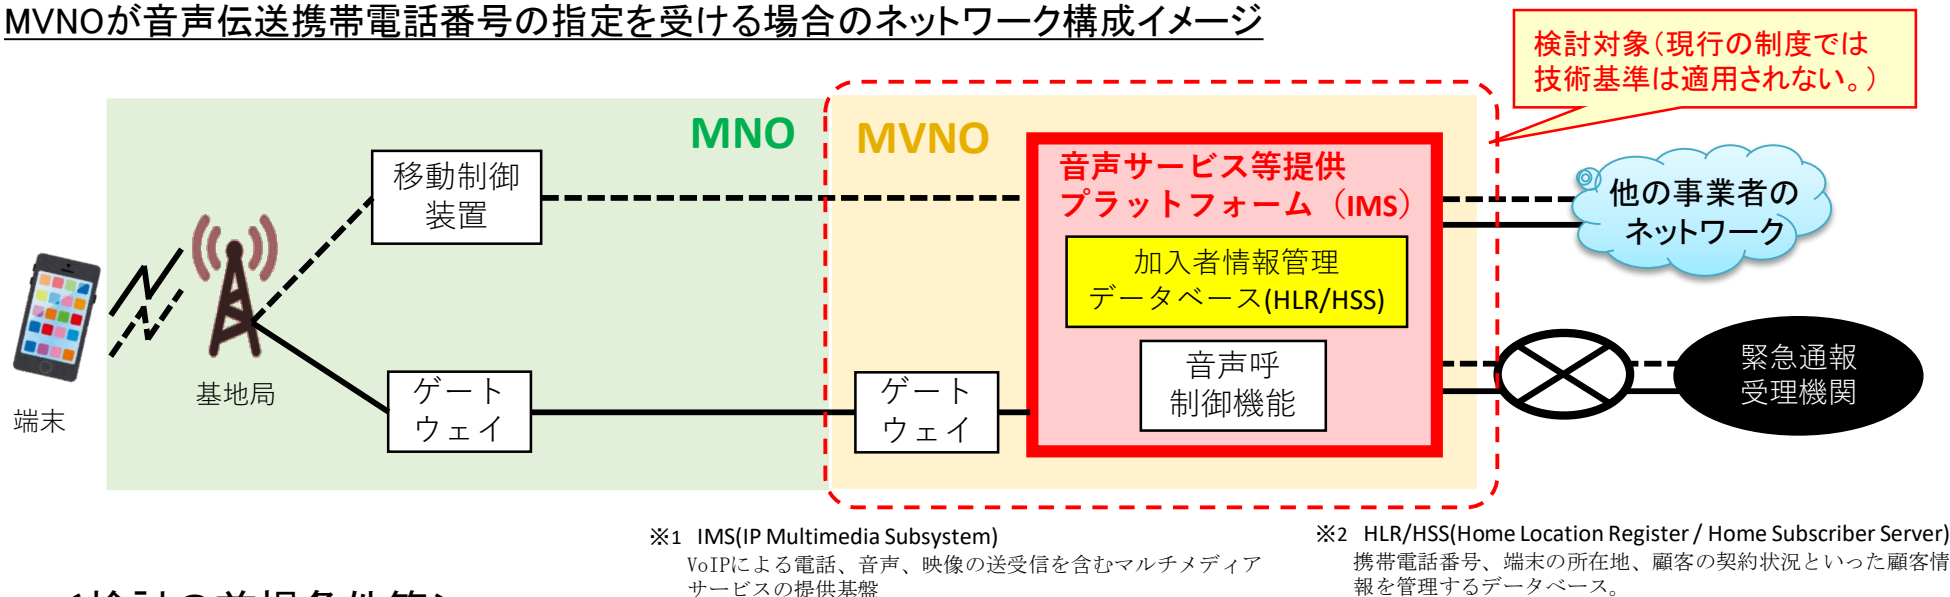 MVNOが音声伝送携帯電話番号の指定を受ける場合のネットワーク構成イメージ
検討対象（現行の制度では
技術基準は適用されない。）
MNO
MVNO
移動制御
装置
音声サービス等提供
プラットフォーム（IMS）
加入者情報管理
データベース(HLR/HSS)
音声呼
制御機能
他の事業者の
ネットワーク
緊急通報
受理機関
端末
基地局
ゲート
ウェイ
ゲート
ウェイ
※1 IMS(IP Multimedia Subsystem)
VoIPによる電話、音声、映像の送受信を含むマルチメディア
サービスの提供基盤
※2 HLR/HSS(Home Location Register / Home Subscriber Server)
携帯電話番号、端末の所在地、顧客の契約状況といった顧客情
報を管理するデータベース。